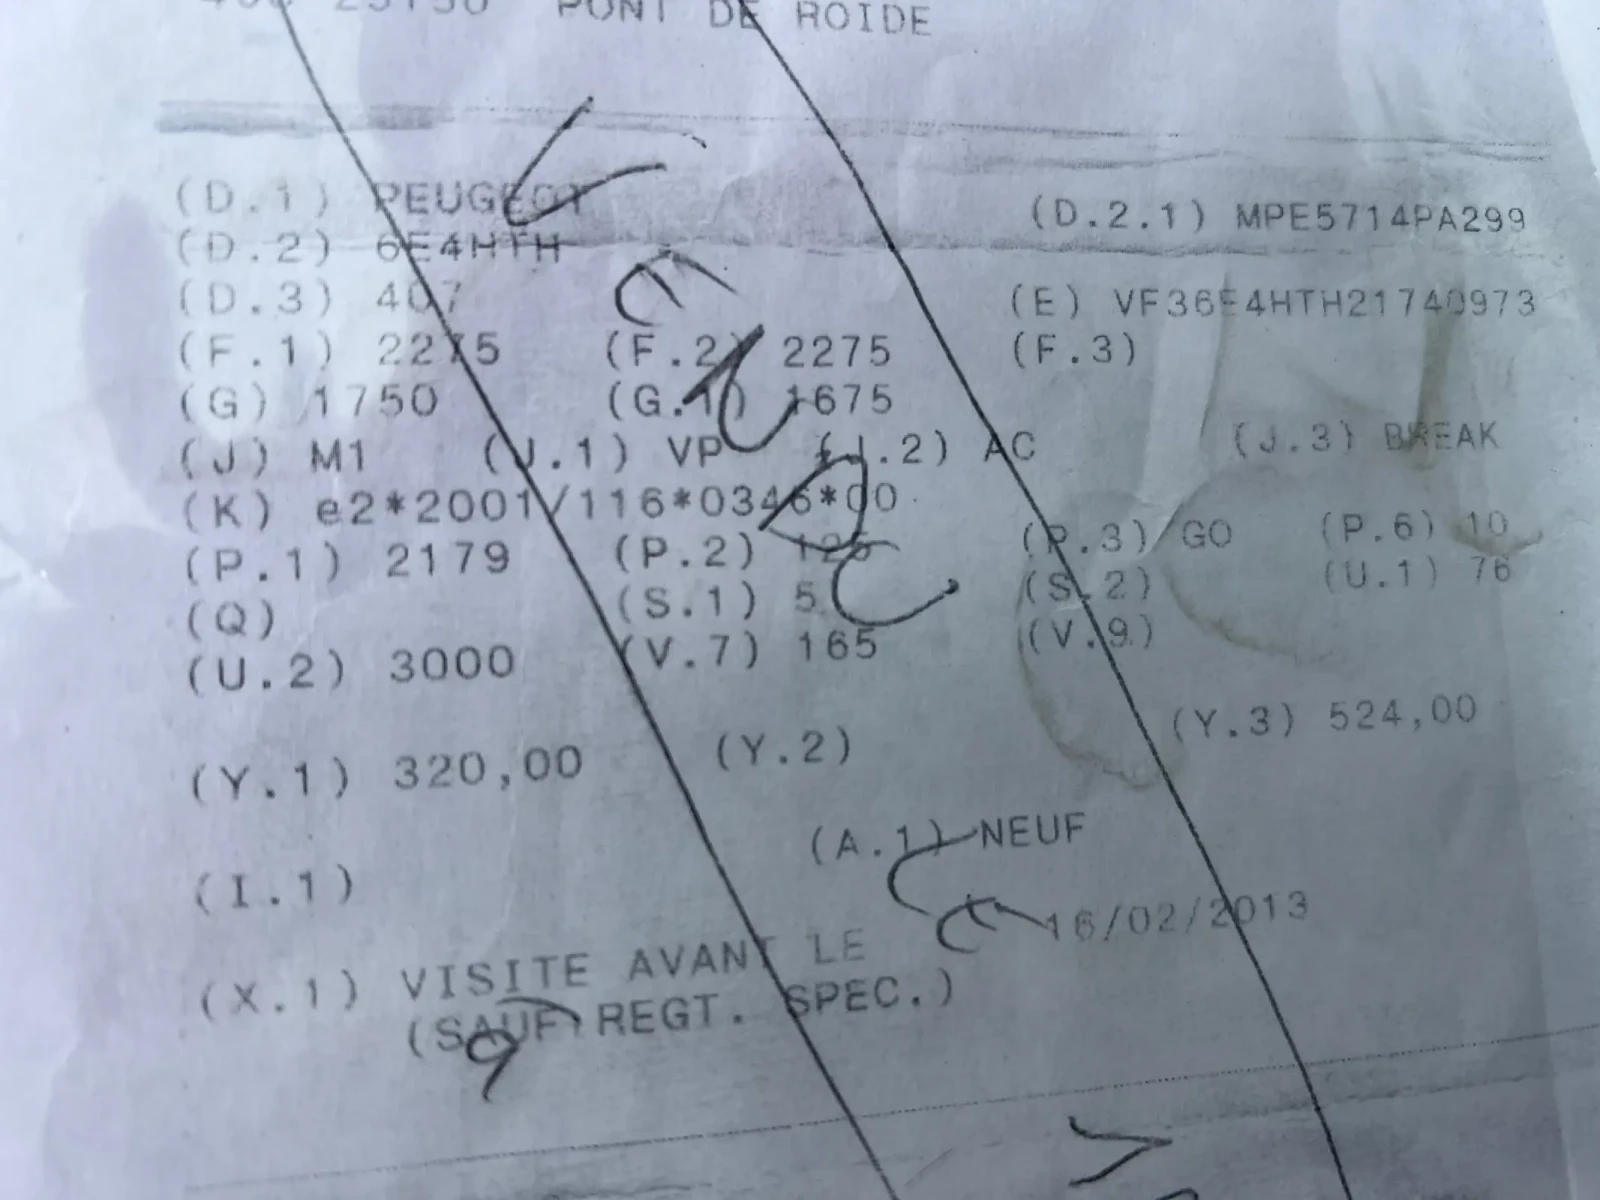 PONT DE ROIDE
(D.1) PEUGEOT (D.2.1) MPE5714PA299
(D.2) 6E4HTH
(D.3) 407 (E) VF36E4HTH21740973
(F.1) 2275 (F.2) 2275 (F.3)
(G) 1750 (G.1) 1675
(J) M1 (J.1) VP (J.2) AC (J.3) BREAK
(K) e2*2001/116*0346*00
(P.1) 2179 (P.2) 125 (P.3) GO (P.6) 10
(Q) (S.1) 5 (S.2) (U.1) 76
(U.2) 3000 (V.7) 165 (V.9)
(Y.1) 320,00 (Y.2) (Y.3) 524,00
(A.1) NEUF
(I.1)
(X.1) VISITE AVANT LE 16/02/2013
(SAUF REGT. SPEC.)